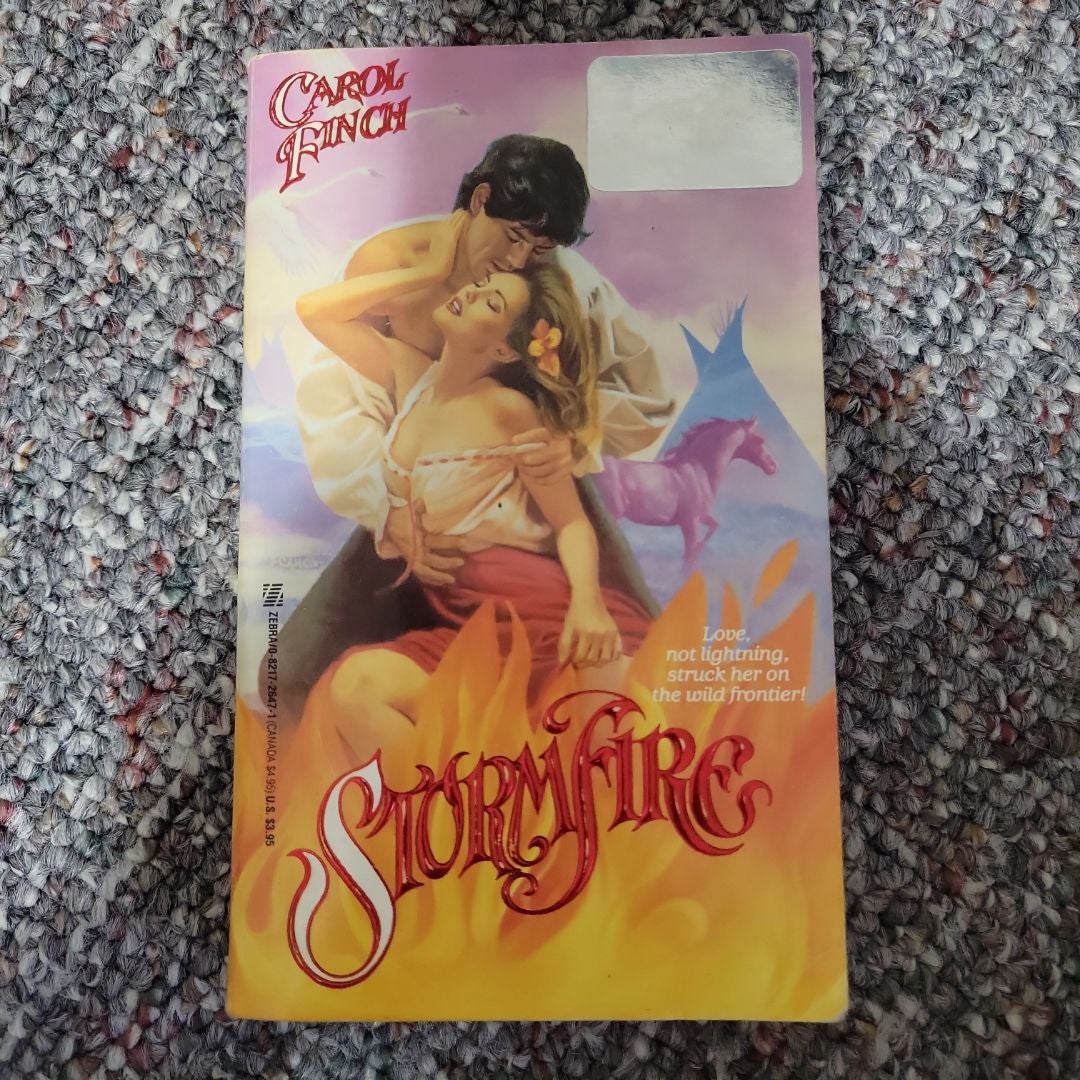 CAROL
FINCH
Love,
not lightning,
struck her on
the wild frontier!
STORMFIRE
ZEBRA/0-8217-2647-1 (CANADA $4.95) U.S. $3.95